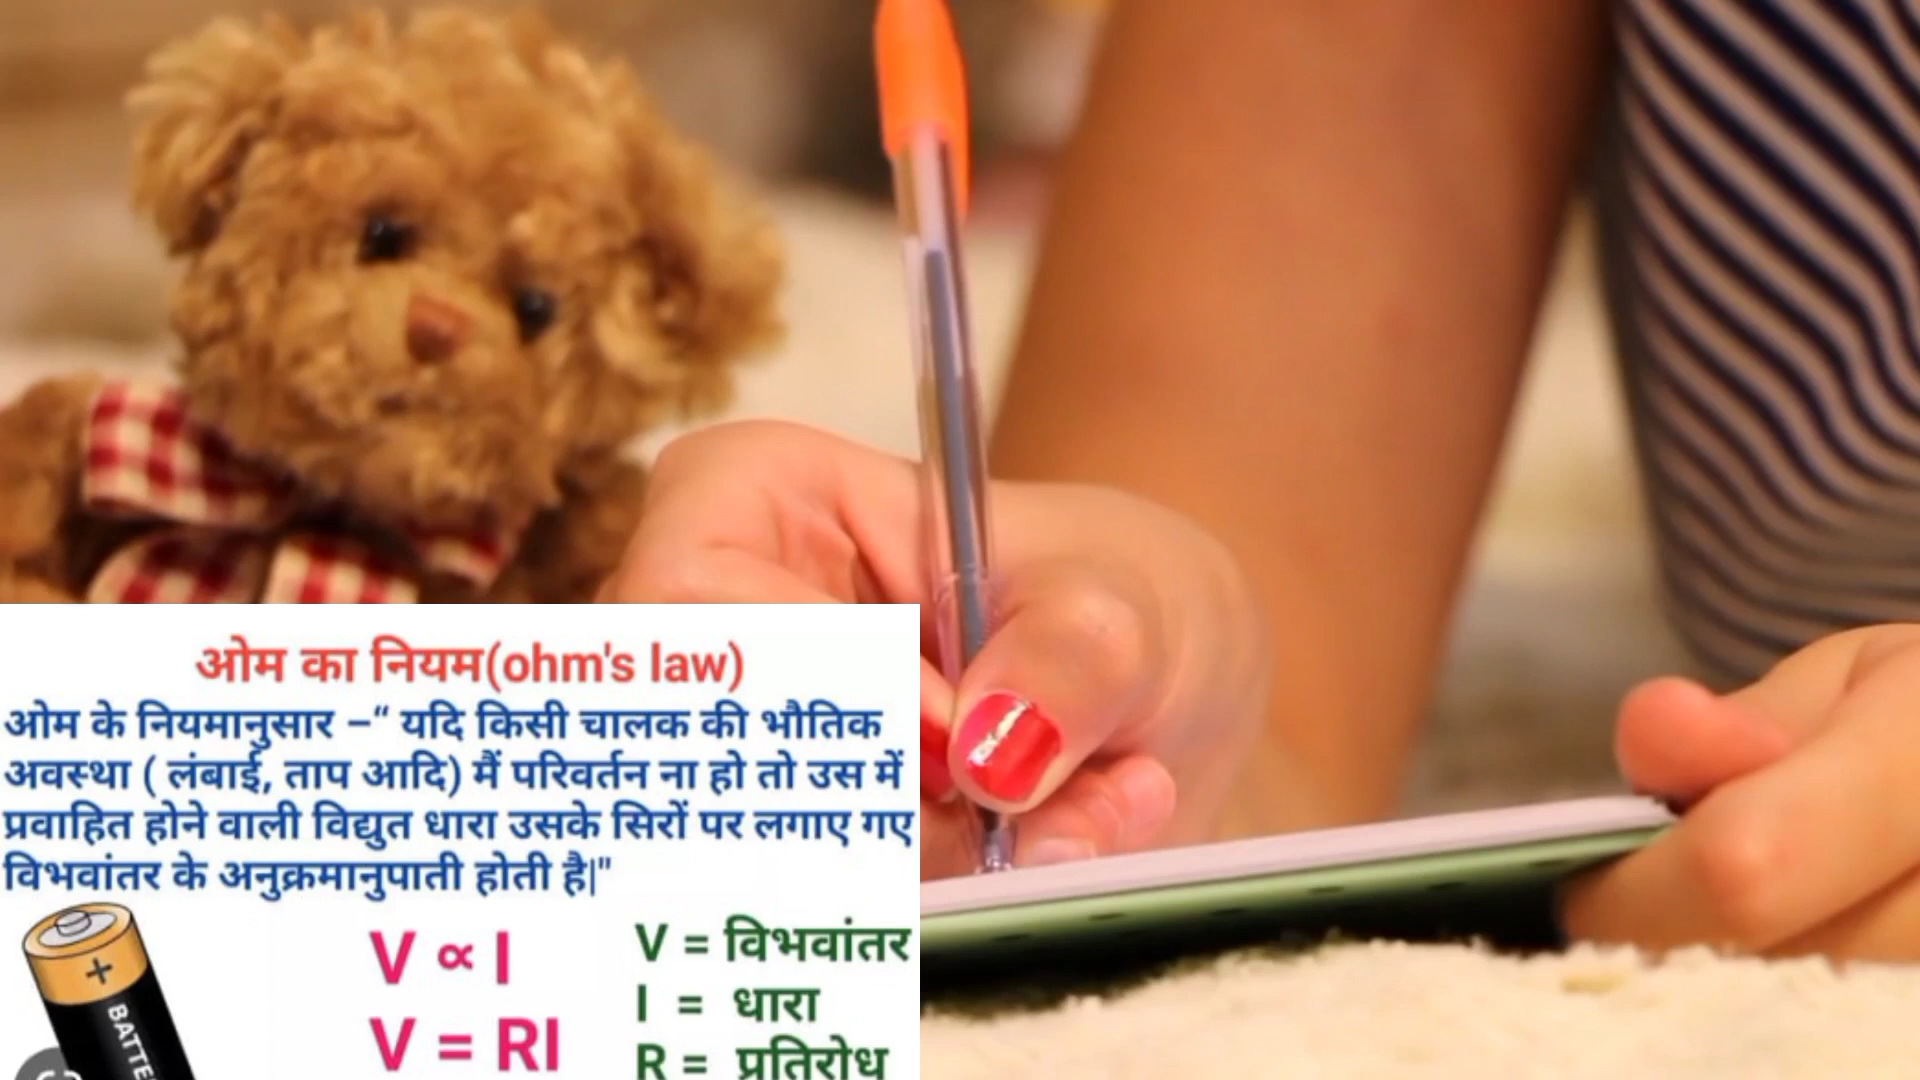 ओम का नियम(ohm's law)
ओम के नियमानुसार –“ यदि किसी चालक की भौतिक
अवस्था ( लंबाई, ताप आदि) मैं परिवर्तन ना हो तो उस में
प्रवाहित होने वाली विद्युत धारा उसके सिरों पर लगाए गए
विभवांतर के अनुक्रमानुपाती होती है|"
V ∝ I
V = RI
V = विभवांतर
I = धारा
R = प्रतिरोध
+